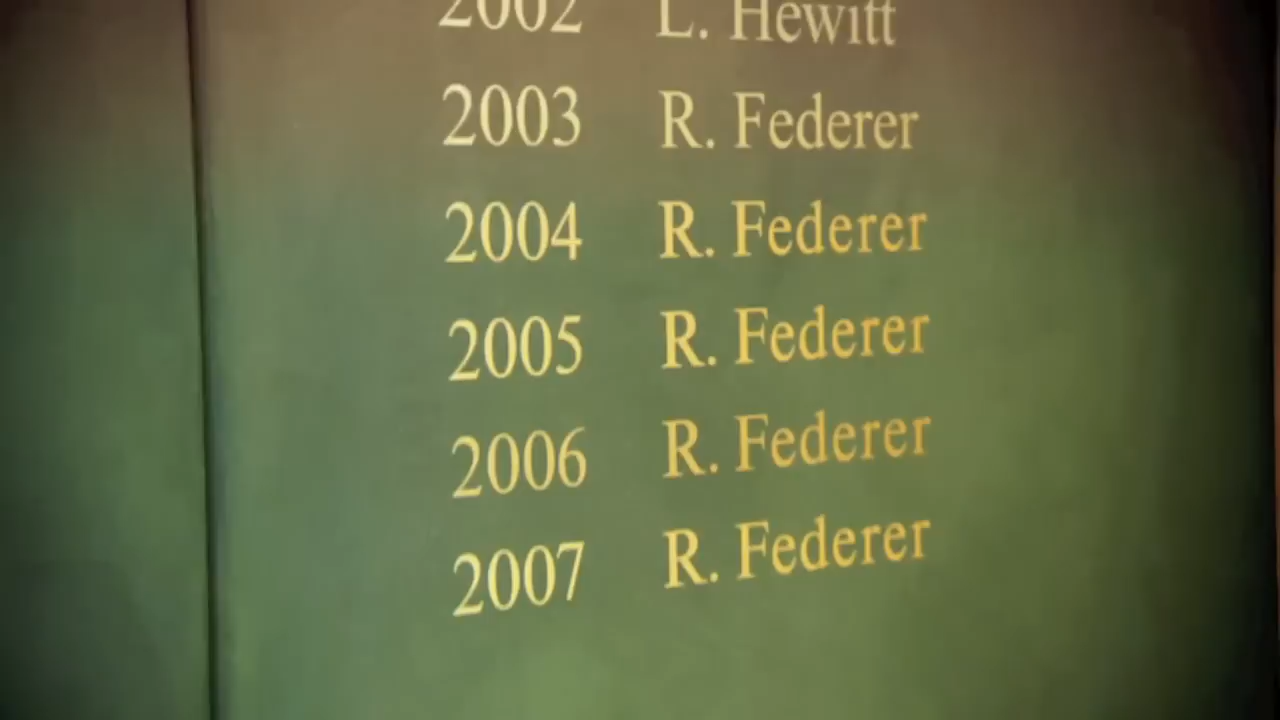 2002 L. Hewitt
2003 R. Federer
2004 R. Federer
2005 R. Federer
2006 R. Federer
2007 R. Federer